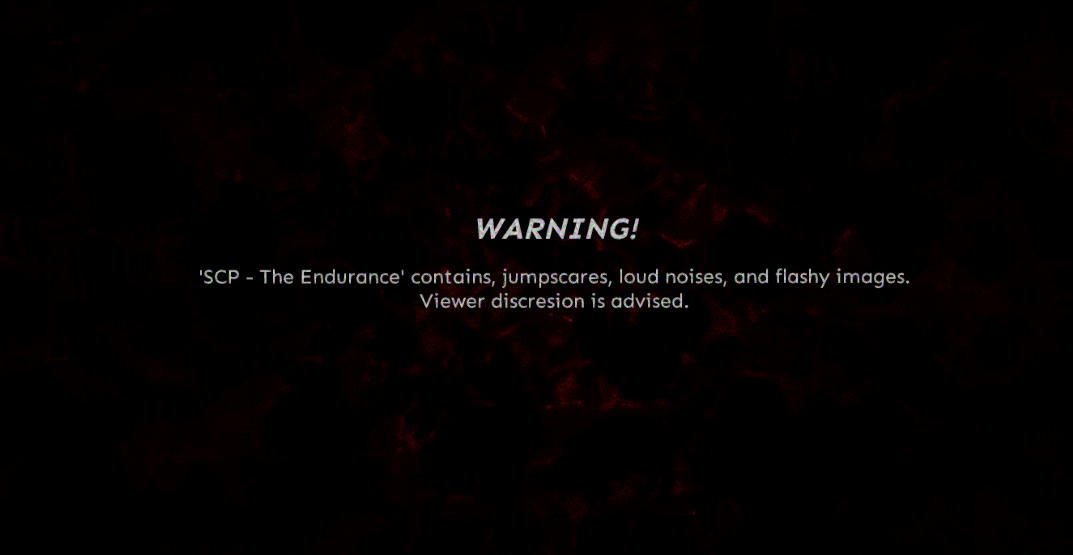 WARNING!
'SCP - The Endurance' contains, jumpscares, loud noises, and flashy images.
Viewer discresion is advised.